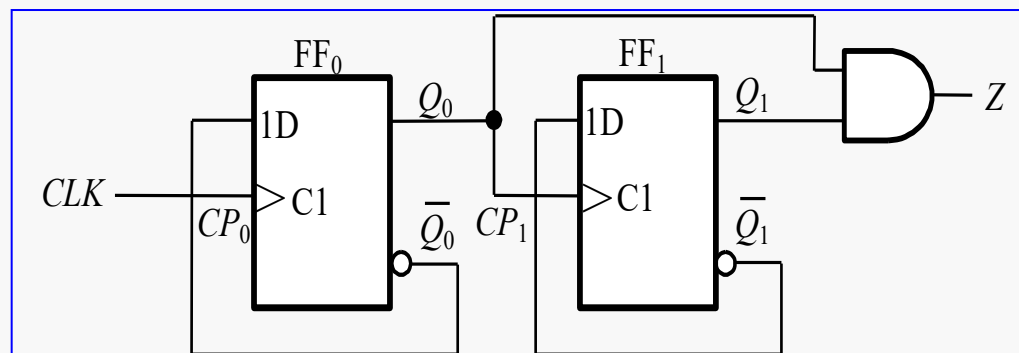 FF₀ FF₁
1D Q₀ 1D Q₁ Z
CLK C1 C1
CP₀ Q̅₀ CP₁ Q̅₁